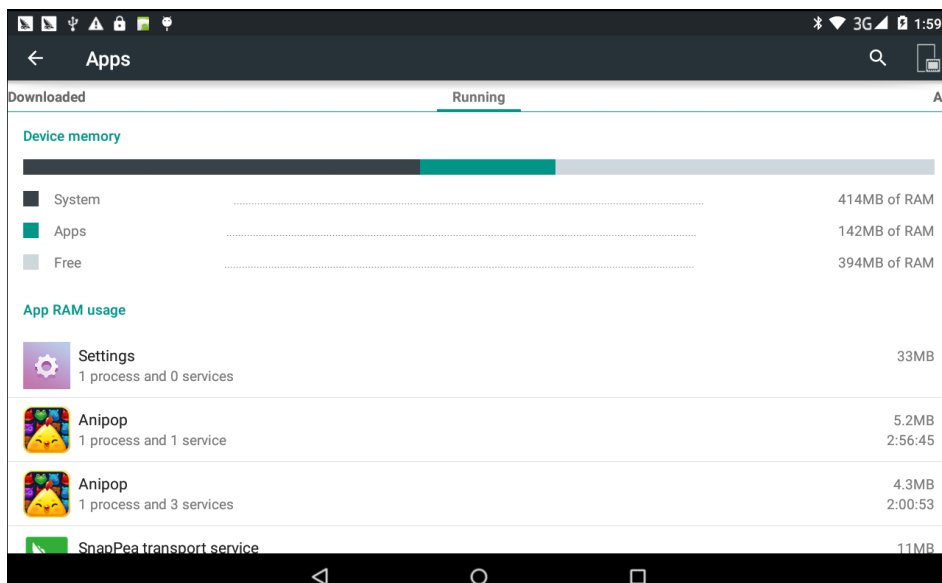 3G 1:59
Apps
Downloaded Running A
Device memory
System 414MB of RAM
Apps 142MB of RAM
Free 394MB of RAM
App RAM usage
Settings 33MB
1 process and 0 services
Anipop 5.2MB
1 process and 1 service 2:56:45
Anipop 4.3MB
1 process and 3 services 2:00:53
SnapPea transport service 11MB